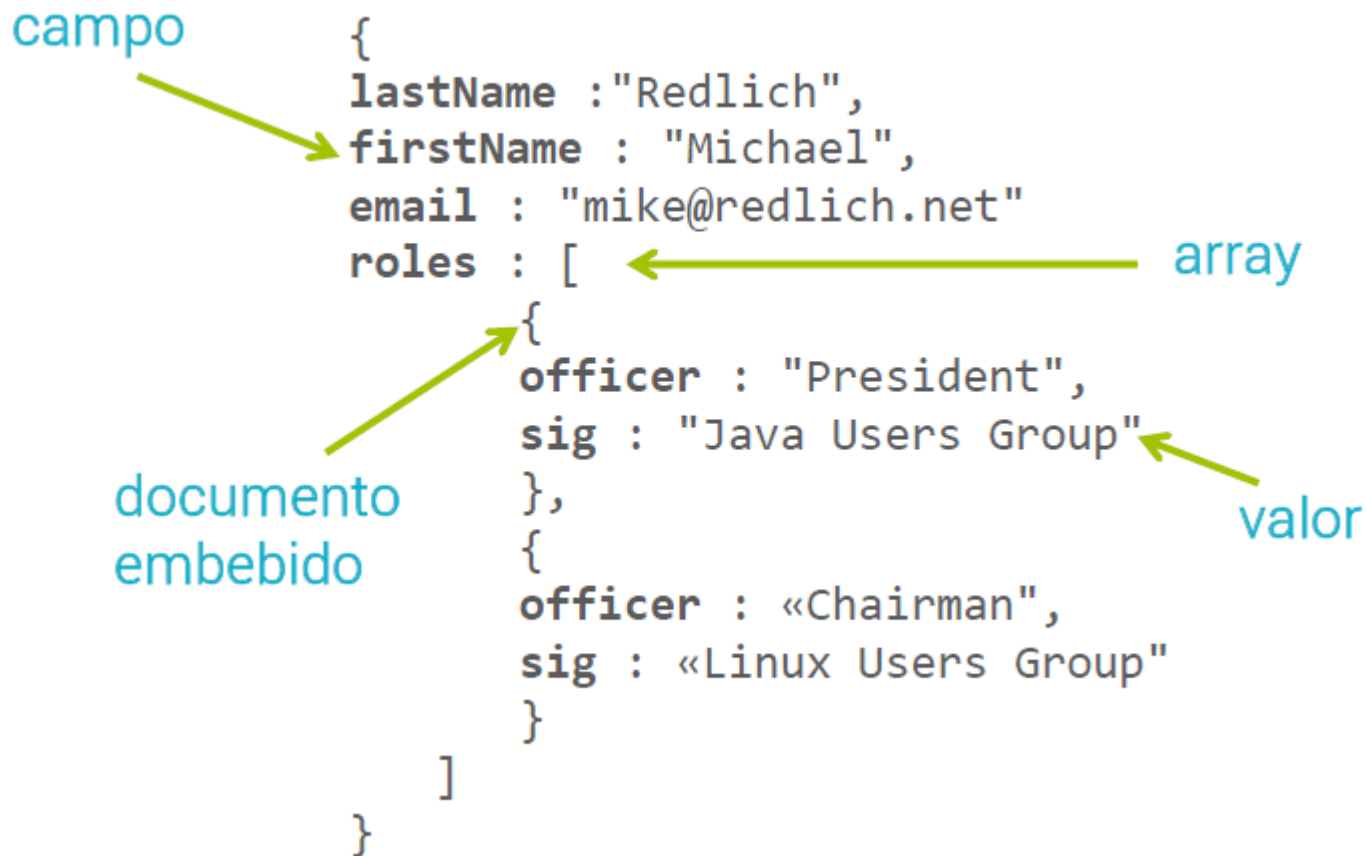 campo
{
lastName :"Redlich",
firstName : "Michael",
email : "mike@redlich.net"
roles : [
array
{
officer : "President",
sig : "Java Users Group"
},
documento
embebido
valor
{
officer : «Chairman",
sig : «Linux Users Group"
}
]
}